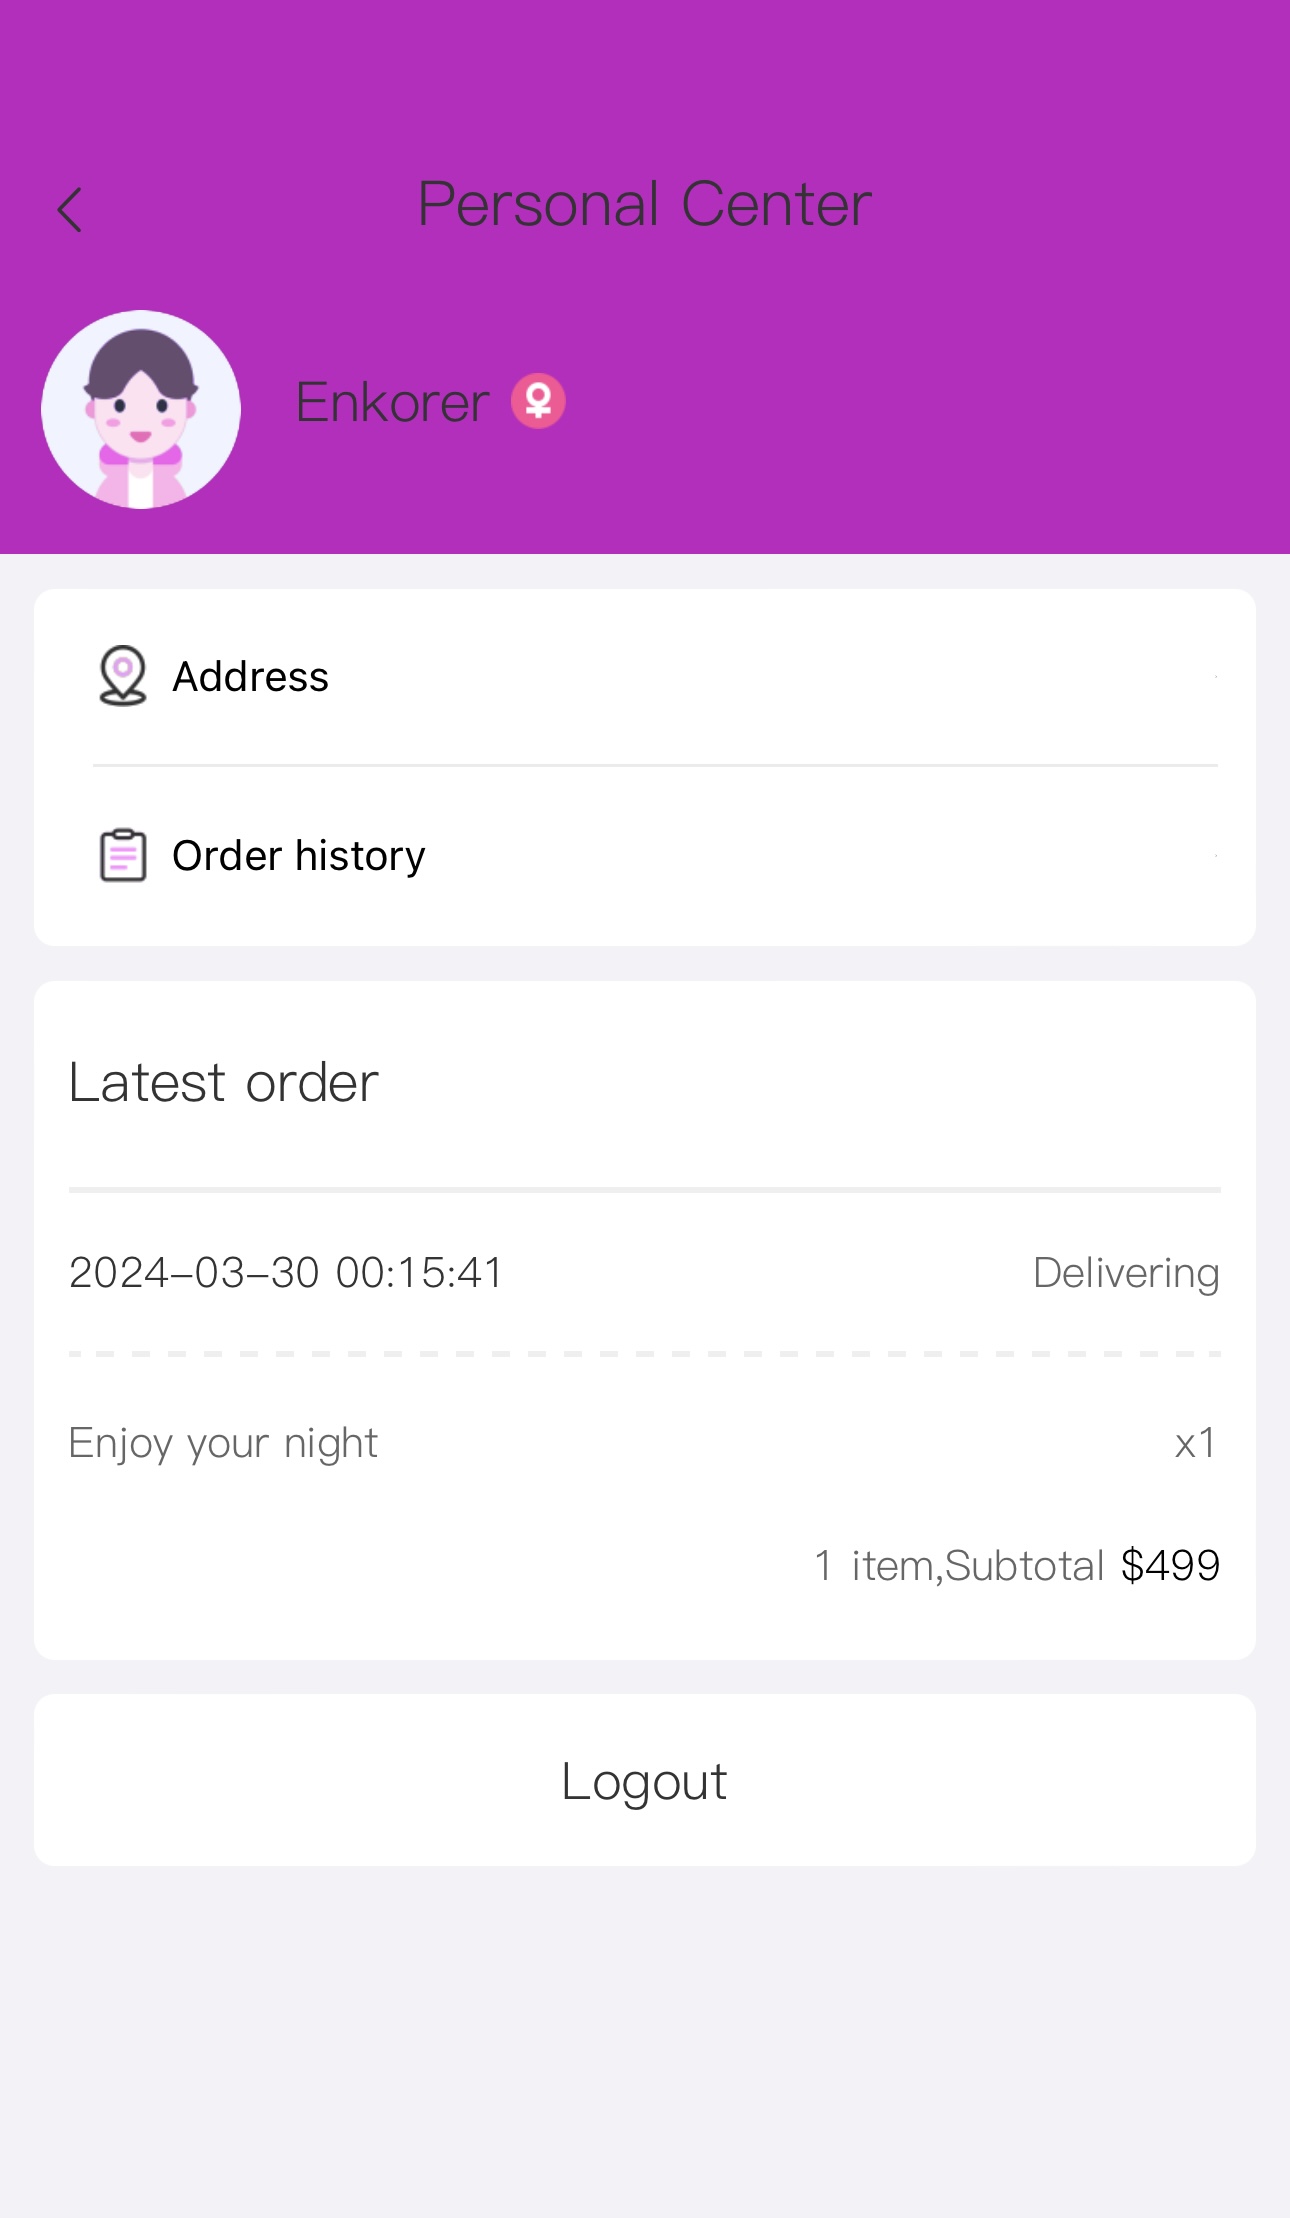 Personal Center
Enkorer
Address
Order history
Latest order
2024-03-30 00:15:41 Delivering
Enjoy your night x1
1 item,Subtotal $499
Logout